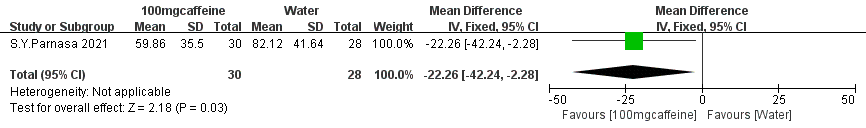 100mgcaffeine Water Mean Difference Mean Difference
Study or Subgroup Mean SD Total Mean SD Total Weight IV, Fixed, 95% CI IV, Fixed, 95% CI
S.Y.Parnasa 2021 59.86 35.5 30 82.12 41.64 28 100.0% -22.26 [-42.24, -2.28]
Total (95% CI) 30 28 100.0% -22.26 [-42.24, -2.28]
Heterogeneity: Not applicable
Test for overall effect: Z = 2.18 (P = 0.03)
-50 -25 0 25 50
Favours [100mgcaffeine] Favours [Water]